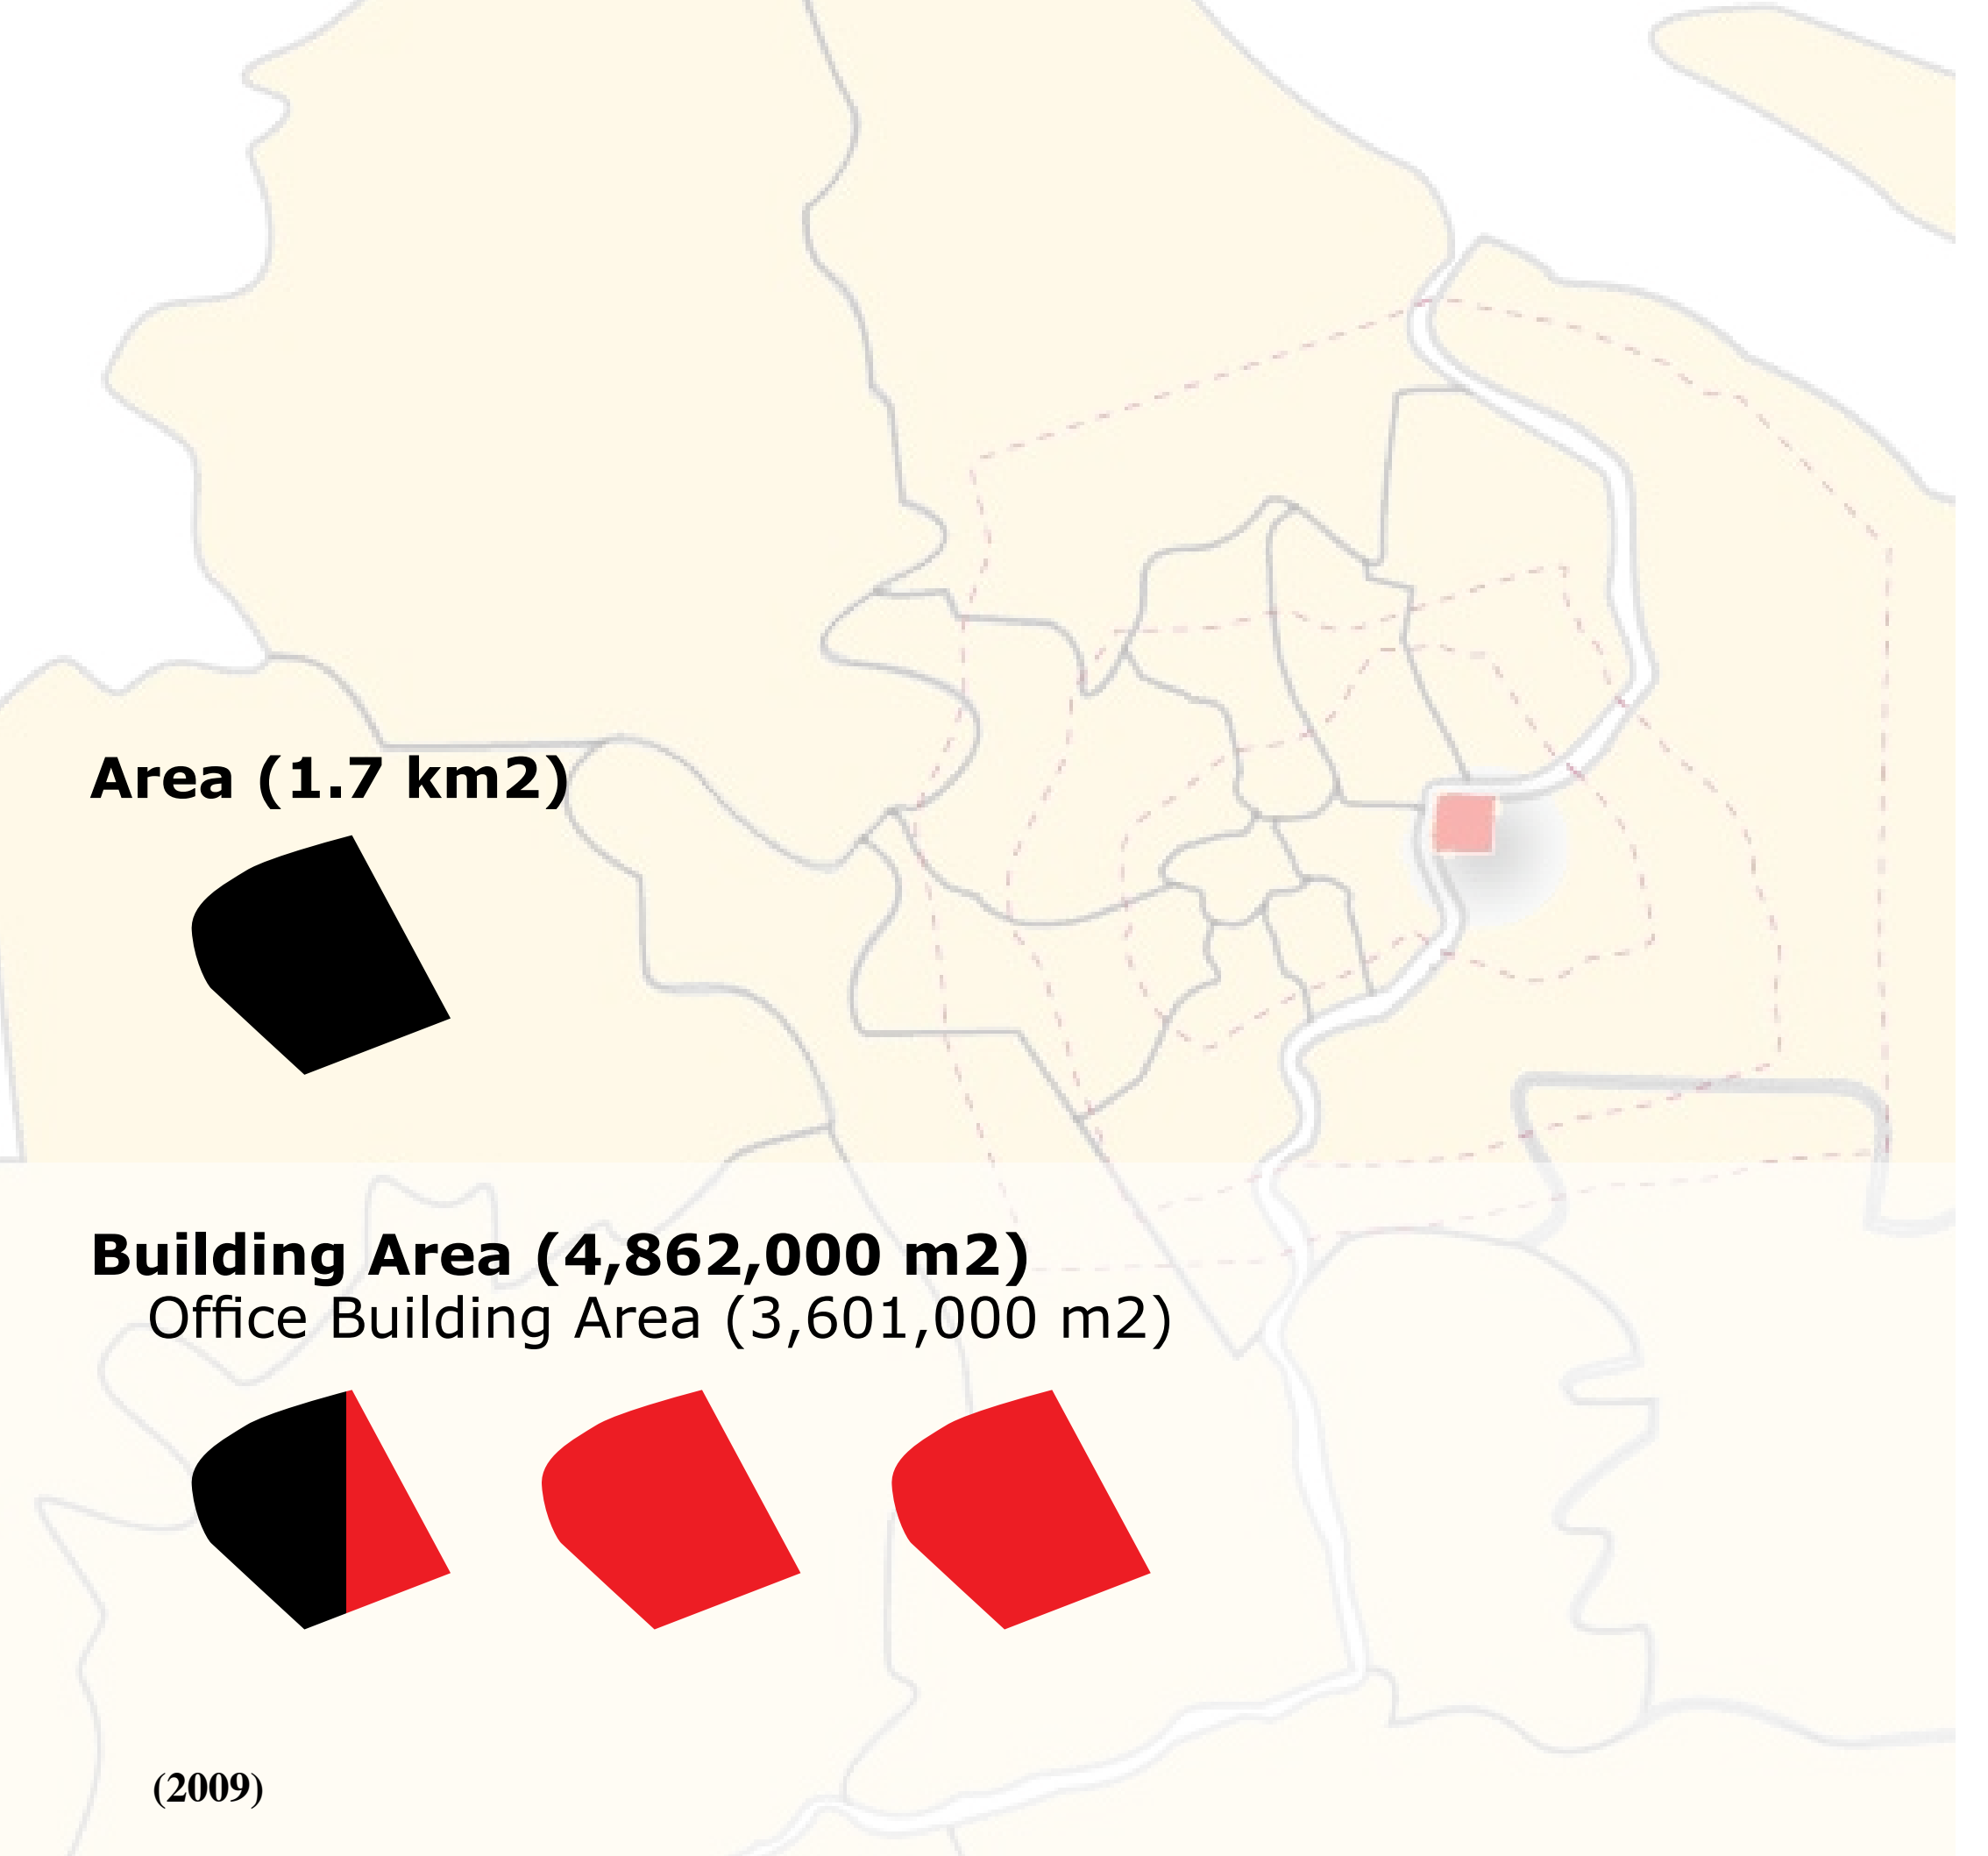 Area (1.7 km2)
Building Area (4,862,000 m2)
Office Building Area (3,601,000 m2)
(2009)